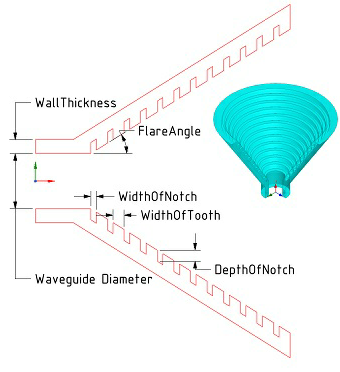 WallThickness
FlareAngle
WidthOfNotch
WidthOfTooth
DepthOfNotch
Waveguide Diameter